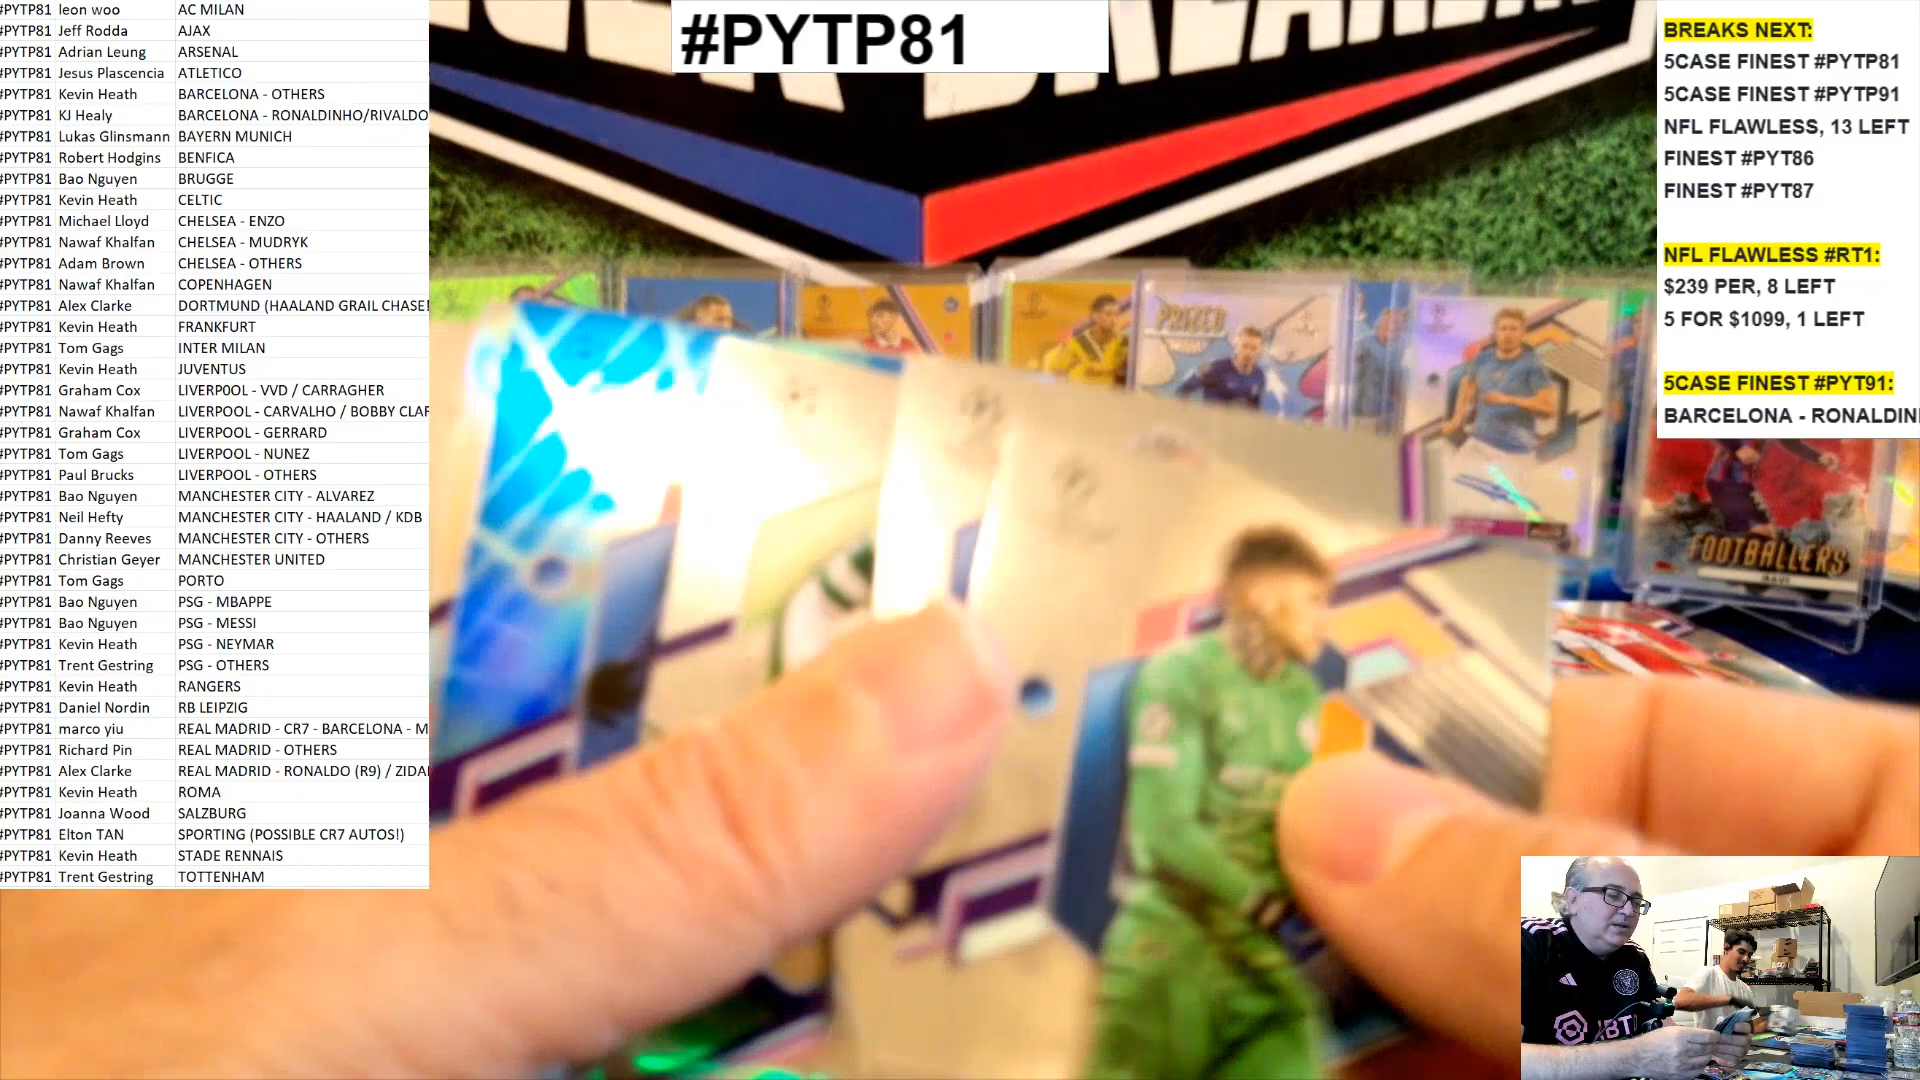 #PYTP81 leon woo AC MILAN
#PYTP81 Jeff Rodda AJAX
#PYTP81 Adrian Leung ARSENAL
#PYTP81 Jesus Plascencia ATLETICO
#PYTP81 Kevin Heath BARCELONA - OTHERS
#PYTP81 KJ Healy BARCELONA - RONALDINHO/RIVALDO
#PYTP81 Lukas Glinsmann BAYERN MUNICH
#PYTP81 Robert Hodgins BENFICA
#PYTP81 Bao Nguyen BRUGGE
#PYTP81 Kevin Heath CELTIC
#PYTP81 Michael Lloyd CHELSEA - ENZO
#PYTP81 Nawaf Khalfan CHELSEA - MUDRYK
#PYTP81 Adam Brown CHELSEA - OTHERS
#PYTP81 Nawaf Khalfan COPENHAGEN
#PYTP81 Alex Clarke DORTMUND (HAALAND GRAIL CHASE!
#PYTP81 Kevin Heath FRANKFURT
#PYTP81 Tom Gags INTER MILAN
#PYTP81 Kevin Heath JUVENTUS
#PYTP81 Graham Cox LIVERP0OL - VVD / CARRAGHER
#PYTP81 Nawaf Khalfan LIVERPOOL - CARVALHO / BOBBY CLAR
#PYTP81 Graham Cox LIVERPOOL - GERRARD
#PYTP81 Tom Gags LIVERPOOL - NUNEZ
#PYTP81 Paul Brucks LIVERPOOL - OTHERS
#PYTP81 Bao Nguyen MANCHESTER CITY - ALVAREZ
#PYTP81 Neil Hefty MANCHESTER CITY - HAALAND / KDB
#PYTP81 Danny Reeves MANCHESTER CITY - OTHERS
#PYTP81 Christian Geyer MANCHESTER UNITED
#PYTP81 Tom Gags PORTO
#PYTP81 Bao Nguyen PSG - MBAPPE
#PYTP81 Bao Nguyen PSG - MESSI
#PYTP81 Kevin Heath PSG - NEYMAR
#PYTP81 Trent Gestring PSG - OTHERS
#PYTP81 Kevin Heath RANGERS
#PYTP81 Daniel Nordin RB LEIPZIG
#PYTP81 marco yiu REAL MADRID - CR7 - BARCELONA - M
#PYTP81 Richard Pin REAL MADRID - OTHERS
#PYTP81 Alex Clarke REAL MADRID - RONALDO (R9) / ZIDA
#PYTP81 Kevin Heath ROMA
#PYTP81 Joanna Wood SALZBURG
#PYTP81 Elton TAN SPORTING (POSSIBLE CR7 AUTOS!)
#PYTP81 Kevin Heath STADE RENNAIS
#PYTP81 Trent Gestring TOTTENHAM
#PYTP81
PRIZED
FOOTBALLERS
BREAKS NEXT:
5CASE FINEST #PYTP81
5CASE FINEST #PYTP91
NFL FLAWLESS, 13 LEFT
FINEST #PYT86
FINEST #PYT87
NFL FLAWLESS #RT1:
$239 PER, 8 LEFT
5 FOR $1099, 1 LEFT
5CASE FINEST #PYT91:
BARCELONA - RONALDIN